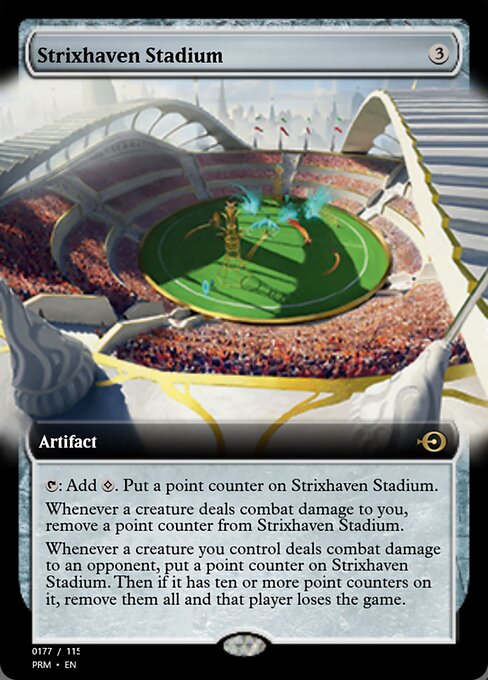 Strixhaven Stadium 3
Artifact
: Add . Put a point counter on Strixhaven Stadium.
Whenever a creature deals combat damage to you,
remove a point counter from Strixhaven Stadium.
Whenever a creature you control deals combat damage
to an opponent, put a point counter on Strixhaven
Stadium. Then if it has ten or more point counters on
it, remove them all and that player loses the game.
0177 / 115
PRM • EN